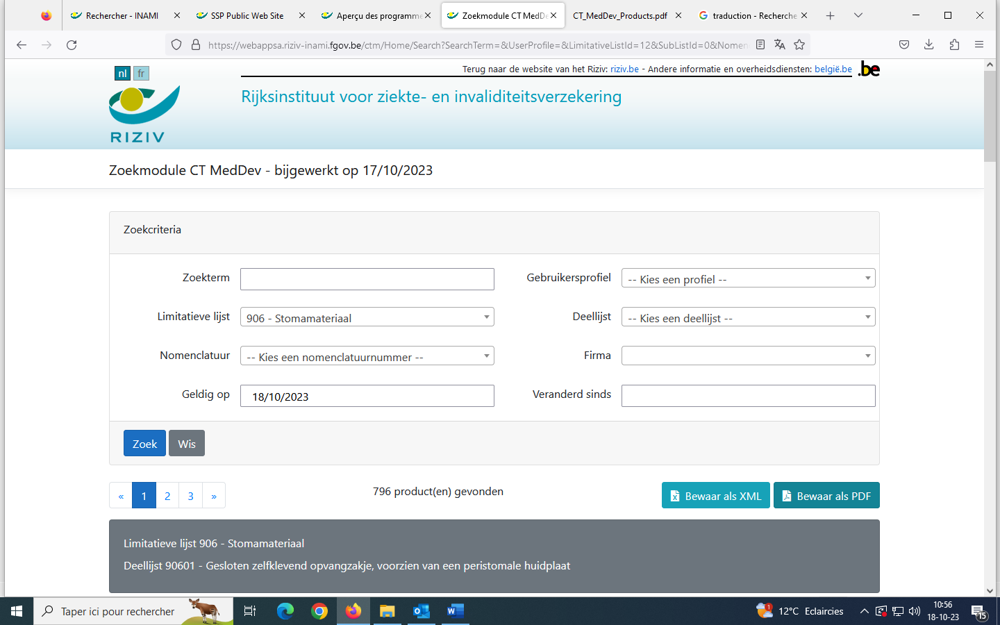 Rechercher - INAMI
SSP Public Web Site
Aperçu des programme
Zoekmodule CT MedDe
CT_MedDev_Products.pdf
traduction - Recherche
https://webappsa.riziv-inami.fgov.be/ctm/Home/Search?SearchTerm=&UserProfile=&LimitativeListId=12&SubListId=0&Nomen
nl fr
Terug naar de website van het Riziv: riziv.be - Andere informatie en overheidsdiensten: belgië.be
.be
Rijksinstituut voor ziekte- en invaliditeitsverzekering
RIZIV
Zoekmodule CT MedDev - bijgewerkt op 17/10/2023
Zoekcriteria
Zoekterm
Gebruikersprofiel -- Kies een profiel --
Limitatieve lijst 906 - Stomamateriaal
Deellijst -- Kies een deellijst --
Nomenclatuur -- Kies een nomenclatuurnummer --
Firma
Geldig op 18/10/2023
Veranderd sinds
Zoek Wis
« 1 2 3 »
796 product(en) gevonden
Bewaar als XML
Bewaar als PDF
Limitatieve lijst 906 - Stomamateriaal
Deellijst 90601 - Gesloten zelfklevend opvangzakje, voorzien van een peristomale huidplaat
Taper ici pour rechercher
1
12°C Eclaircies
10:56
18-10-23
15